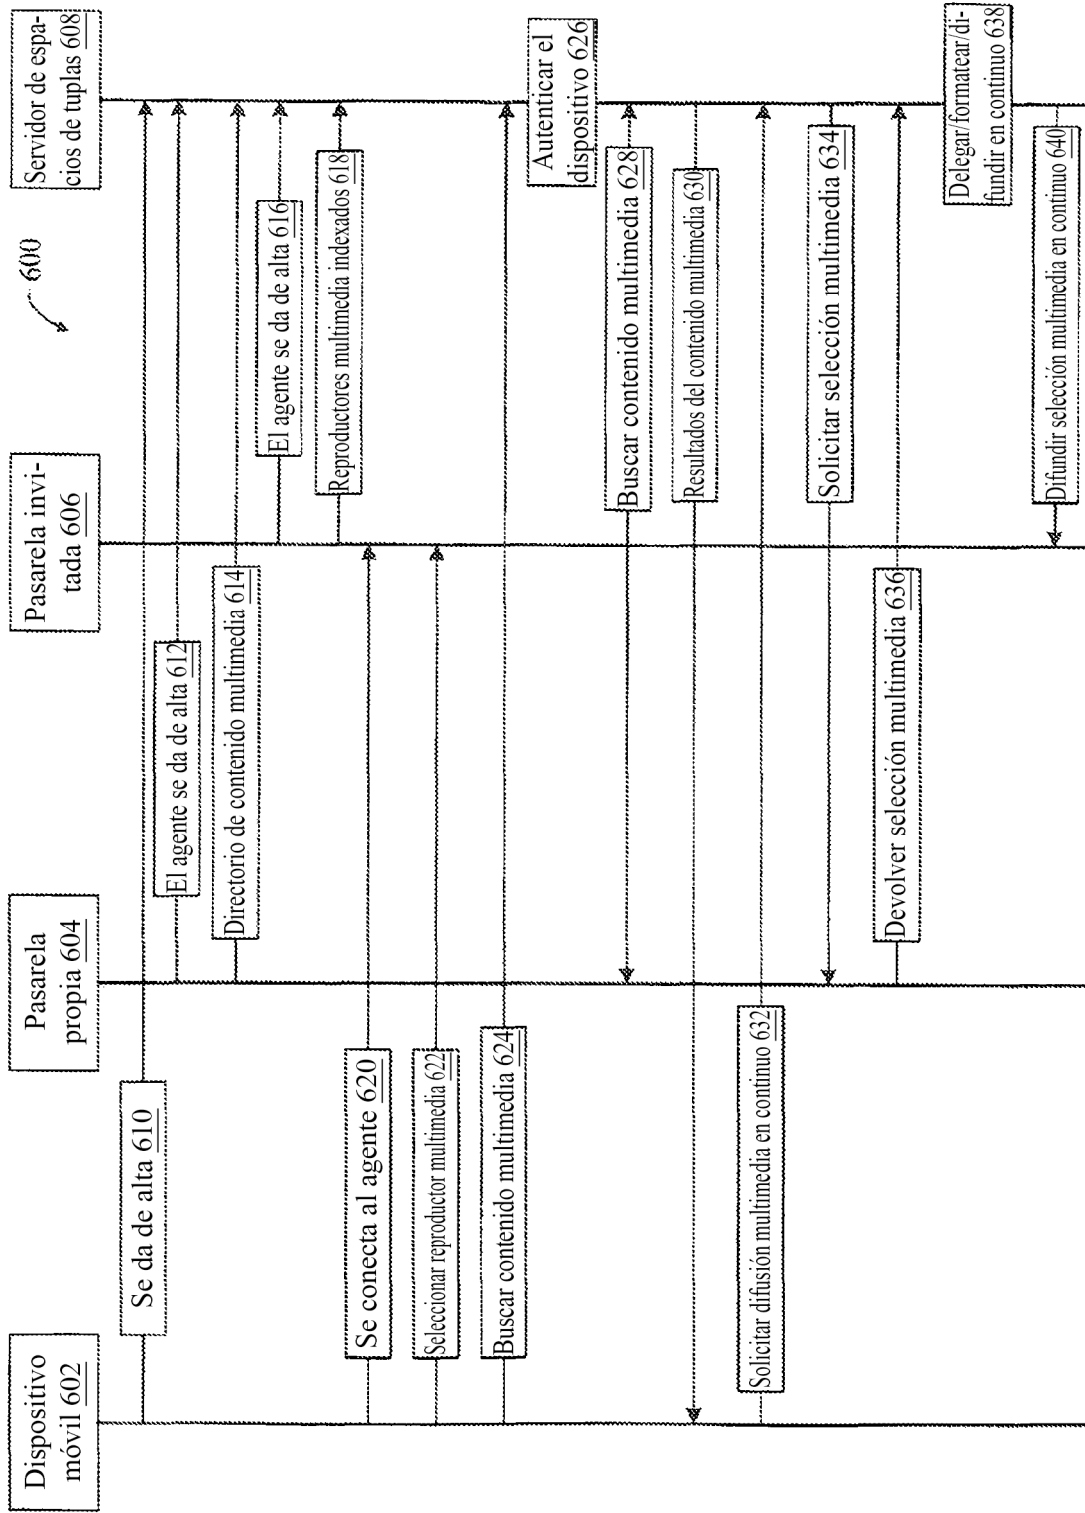 600
Dispositivo
móvil 602
Pasarela
propia 604
Pasarela invi-
tada 606
Servidor de espa-
cios de tuplas 608
Se da de alta 610
El agente se da de alta 612
Directorio de contenido multimedia 614
El agente se da de alta 616
Reproductores multimedia indexados 618
Se conecta al agente 620
Seleccionar reproductor multimedia 622
Buscar contenido multimedia 624
Autenticar el
dispositivo 626
Buscar contenido multimedia 628
Resultados del contenido multimedia 630
Solicitar difusión multimedia en continuo 632
Solicitar selección multimedia 634
Devolver selección multimedia 636
Delegar/formatear/di-
fundir en continuo 638
Difundir selección multimedia en continuo 640